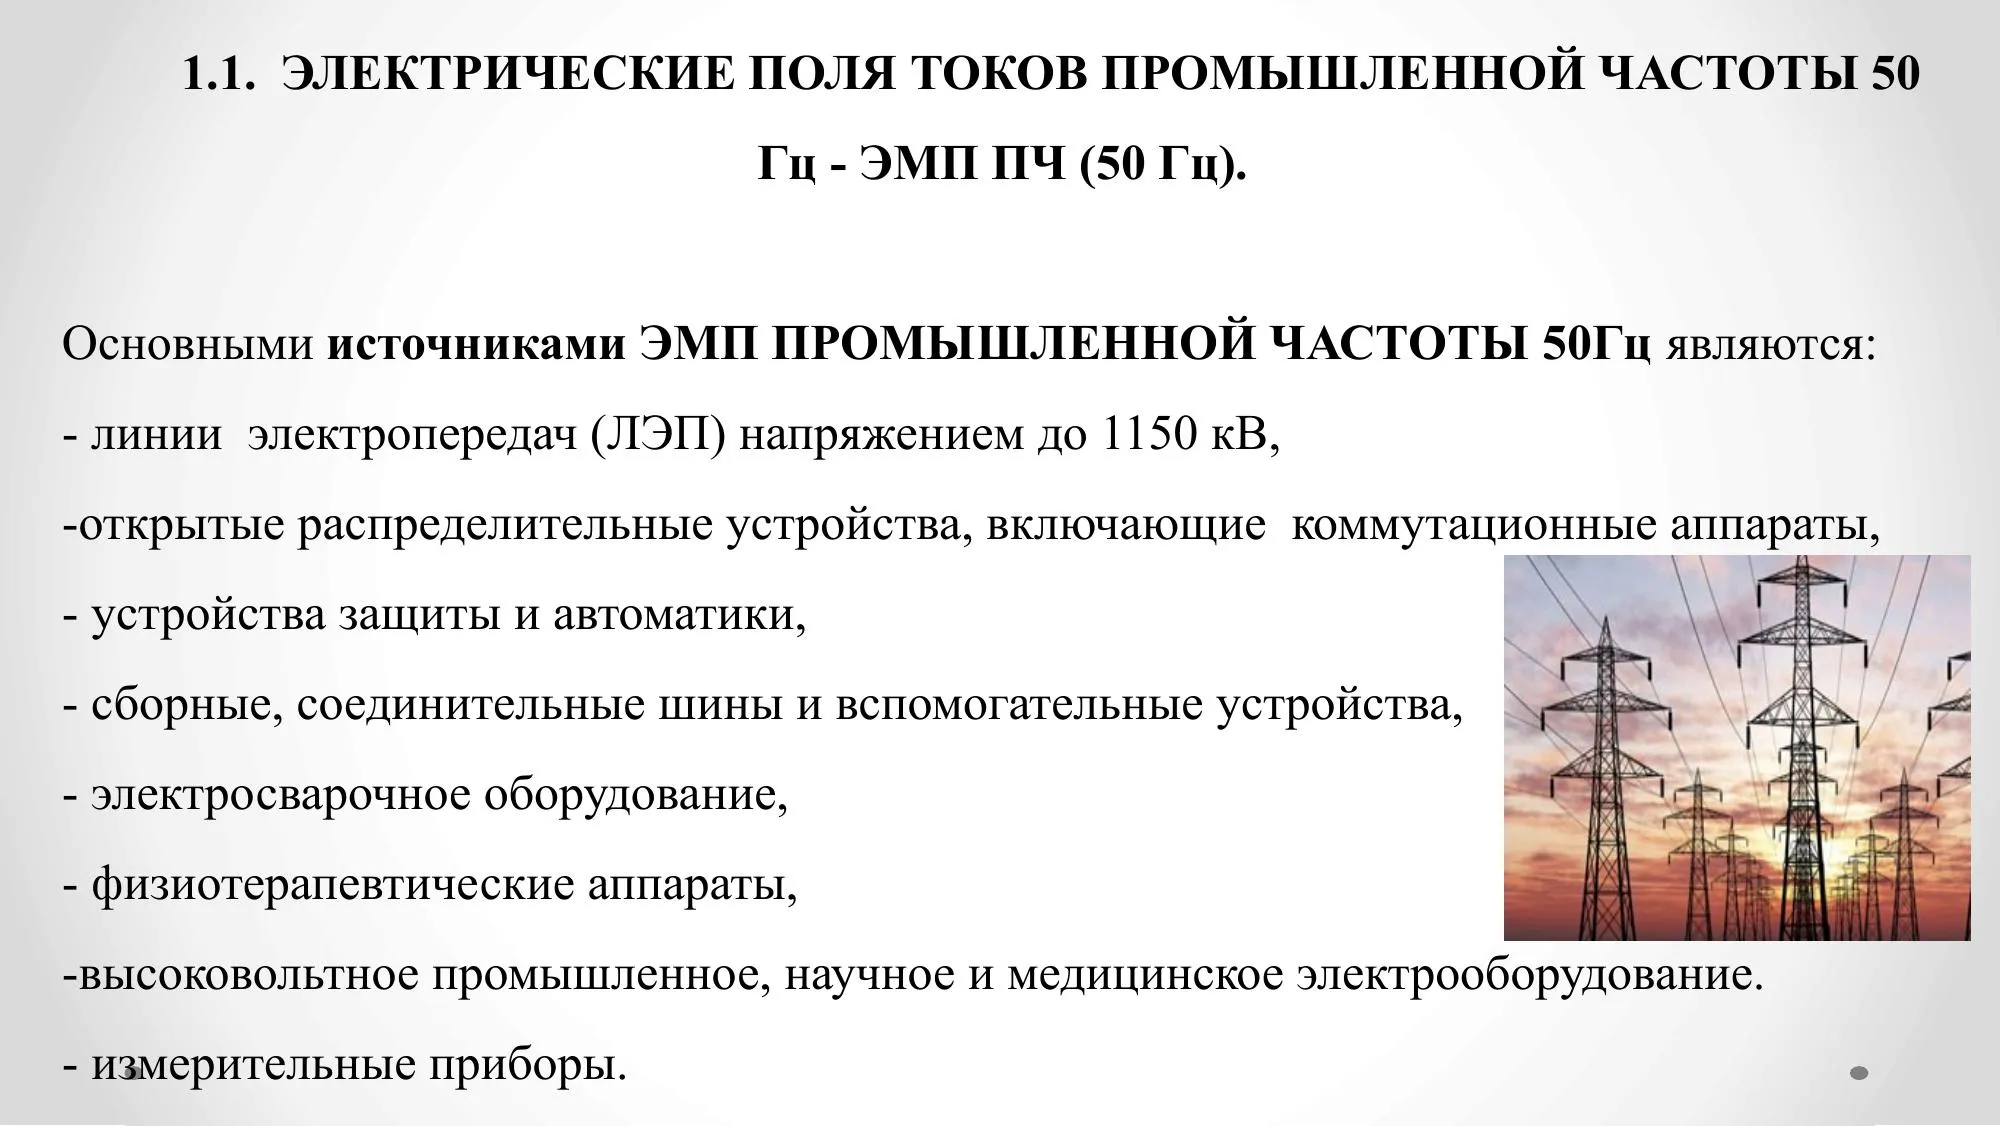 1.1.  ЭЛЕКТРИЧЕСКИЕ ПОЛЯ ТОКОВ ПРОМЫШЛЕННОЙ ЧАСТОТЫ 50
Гц - ЭМП ПЧ (50 Гц).
Основными источниками ЭМП ПРОМЫШЛЕННОЙ ЧАСТОТЫ 50Гц являются:
- линии  электропередач (ЛЭП) напряжением до 1150 кВ,
-открытые распределительные устройства, включающие  коммутационные аппараты,
- устройства защиты и автоматики,
- сборные, соединительные шины и вспомогательные устройства,
- электросварочное оборудование,
- физиотерапевтические аппараты,
-высоковольтное промышленное, научное и медицинское электрооборудование.
- измерительные приборы.